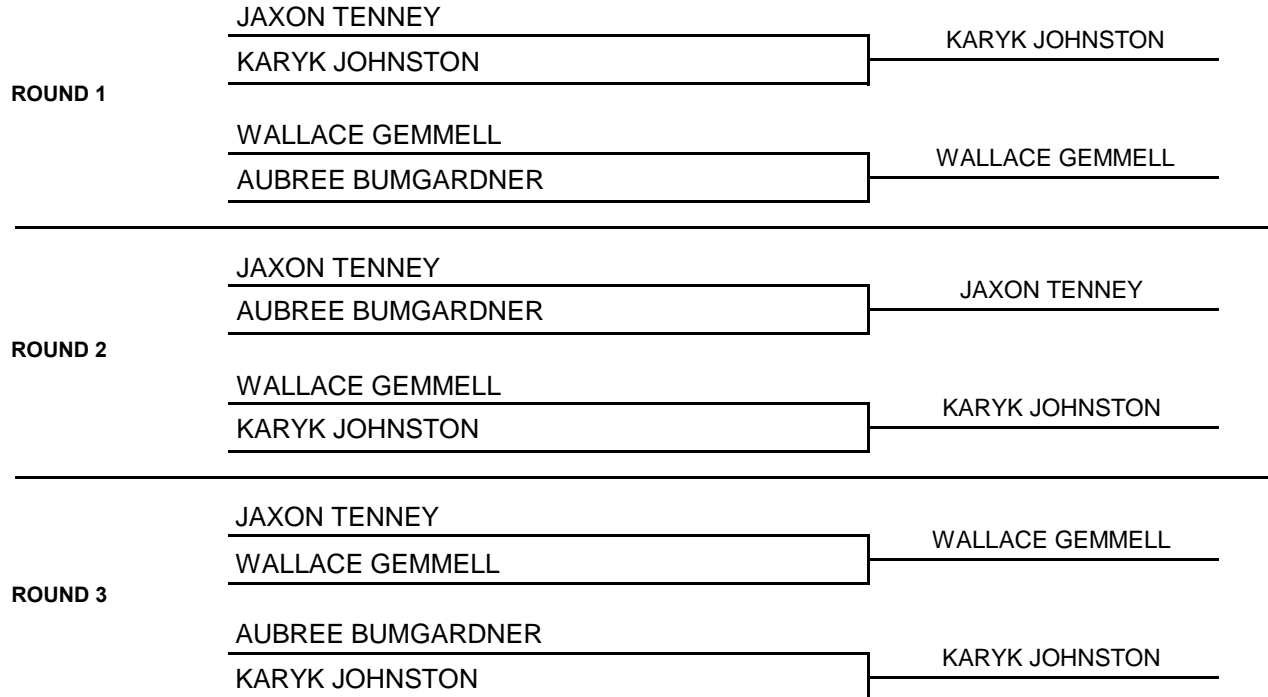 JAXON TENNEY
KARYK JOHNSTON
KARYK JOHNSTON
ROUND 1
WALLACE GEMMELL
WALLACE GEMMELL
AUBREE BUMGARDNER
JAXON TENNEY
JAXON TENNEY
AUBREE BUMGARDNER
ROUND 2
WALLACE GEMMELL
KARYK JOHNSTON
KARYK JOHNSTON
JAXON TENNEY
WALLACE GEMMELL
WALLACE GEMMELL
ROUND 3
AUBREE BUMGARDNER
KARYK JOHNSTON
KARYK JOHNSTON